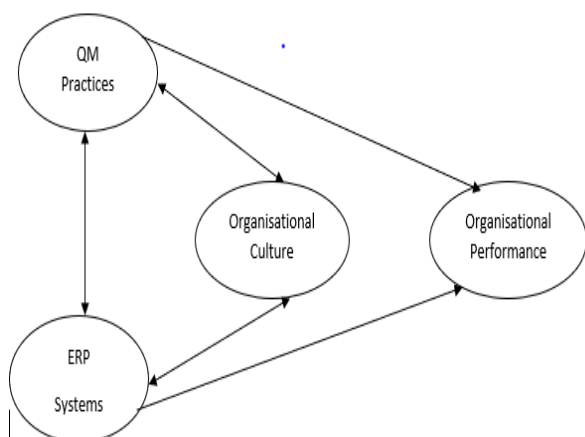 QM
Practices
Organisational
Culture
Organisational
Performance
ERP
Systems